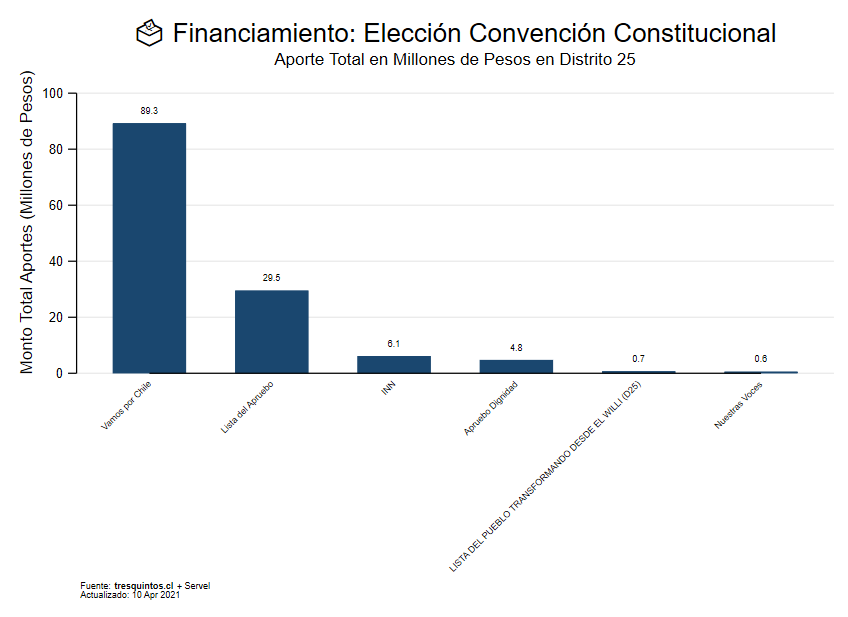 Financiamiento: Elección Convención Constitucional
Aporte Total en Millones de Pesos en Distrito 25
Monto Total Aportes (Millones de Pesos)
100
80
60
40
20
0
89.3
29.5
6.1
4.8
0.7
0.6
Vamos por Chile
Lista del Apruebo
INN
Apruebo Dignidad
LISTA DEL PUEBLO TRANSFORMANDO DESDE EL WILLI (D25)
Nuestras Voces
Fuente: tresquintos.cl + Servel
Actualizado: 10 Apr 2021